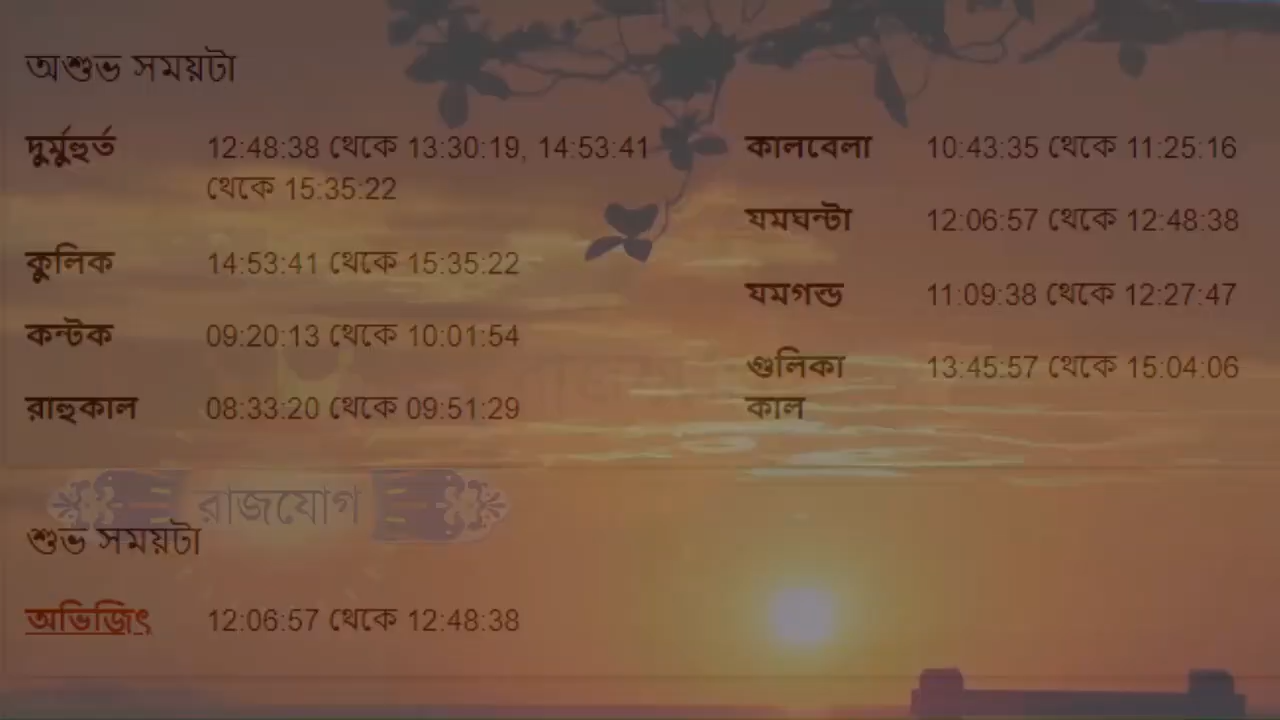 অশুভ সময়টা
দুর্মুহুর্ত 12:48:38 থেকে 13:30:19, 14:53:41
থেকে 15:35:22
কুলিক 14:53:41 থেকে 15:35:22
কন্টক 09:20:13 থেকে 10:01:54
রাহুকাল 08:33:20 থেকে 09:51:29
কালবেলা 10:43:35 থেকে 11:25:16
যমঘন্টা 12:06:57 থেকে 12:48:38
যমগন্ড 11:09:38 থেকে 12:27:47
গুলিকা 13:45:57 থেকে 15:04:06
কাল
রাজযোগ
শুভ সময়টা
অভিজিৎ 12:06:57 থেকে 12:48:38